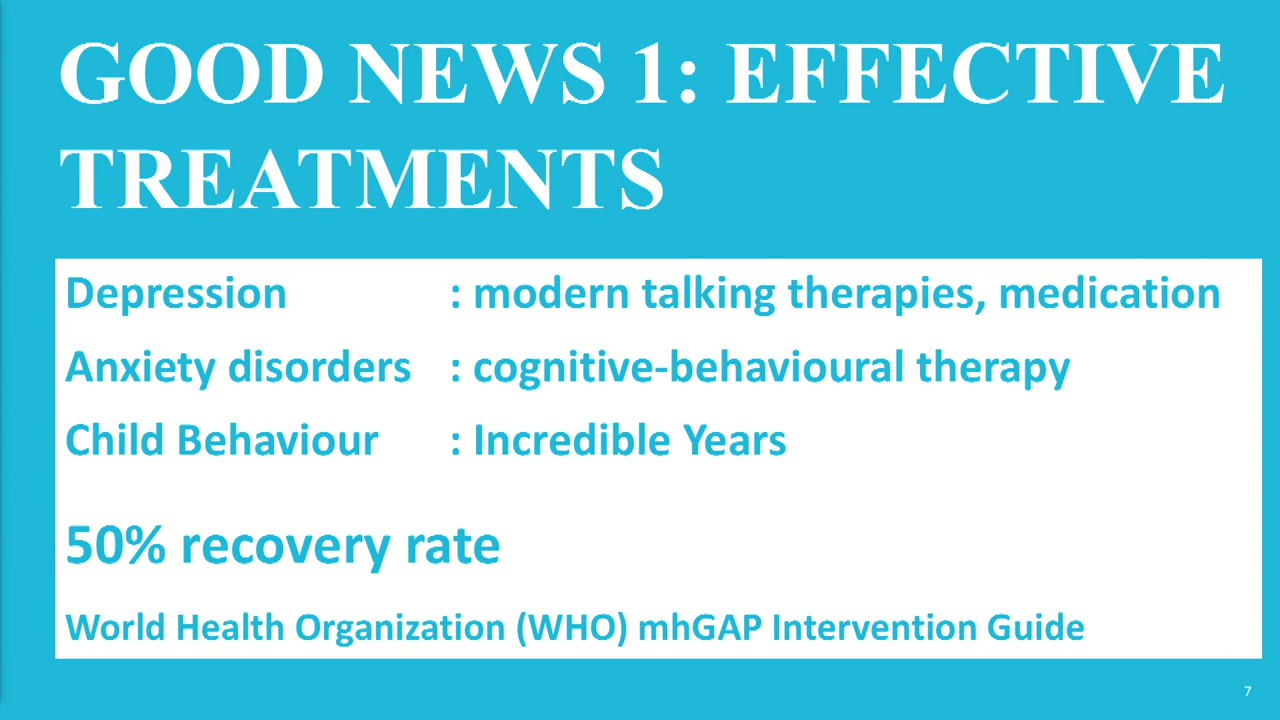 GOOD NEWS 1: EFFECTIVE
TREATMENTS
Depression : modern talking therapies, medication
Anxiety disorders : cognitive-behavioural therapy
Child Behaviour : Incredible Years
50% recovery rate
World Health Organization (WHO) mhGAP Intervention Guide
7